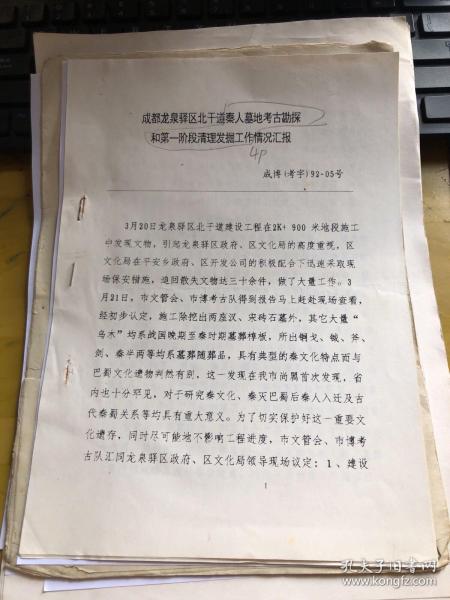 成都龙泉驿区北干道秦人墓地考古勘探
和第一阶段清理发掘工作情况汇报
4p
成博(考字)92-05号
3月20日龙泉驿区北干道建设工程在2K+900米地段施工
中发现文物，引起龙泉驿区政府、区文化局的高度重视，区
文化局在平安乡政府、区开发公司的积极配合下迅速采取现
场保安措施，追回散失文物达三十余件，做了大量工作。3
月21日，市文管会、市博考古队得到报告马上赶赴现场查看，
经初步认定，施工除挖出两座汉、宋砖石墓外，其它大量“
乌木”均系战国晚期至秦时期墓葬椁板，所出铜戈、钺、斧、
剑、秦半两等均系墓葬随葬品，具有典型的秦文化特点而与
巴蜀文化遗物判然有别，这一发现在我市尚属首次发现，省
内也十分罕见，对于研究秦文化、秦灭巴蜀后秦人入迁及古
代秦蜀关系等均具有重大意义。为了切实保护好这一重要文
化遗存，同时尽可能地不影响工程进度，市文管会、市博考
古队汇同龙泉驿区政府、区文化局领导现场议定：1、建设
1
孔夫子旧书网
www.kongfz.com